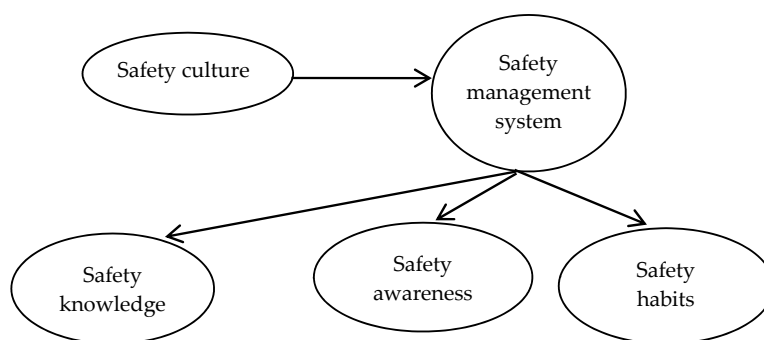 Safety culture
Safety
management
system
Safety
knowledge
Safety
awareness
Safety
habits